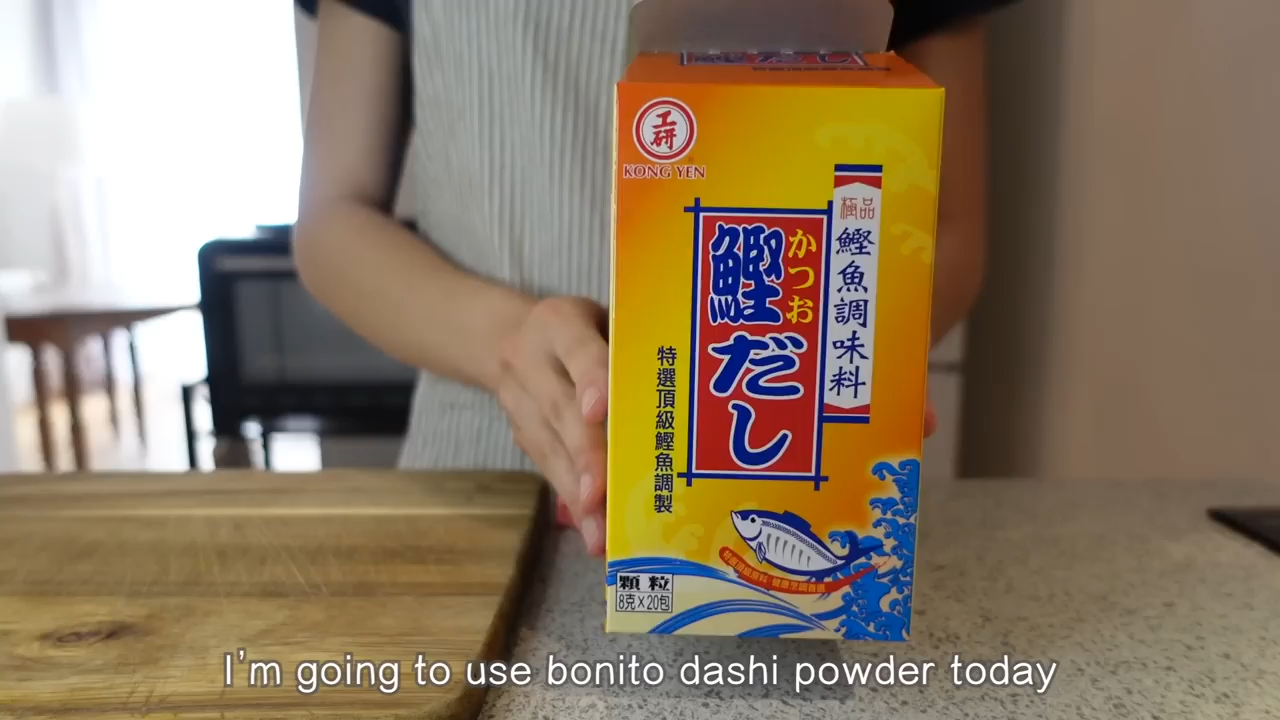 工研
KONG YEN
極品
鰹魚調味料
かつお
鰹だし
特選頂級鰹魚調製
顆粒
8克×20包
I'm going to use bonito dashi powder today